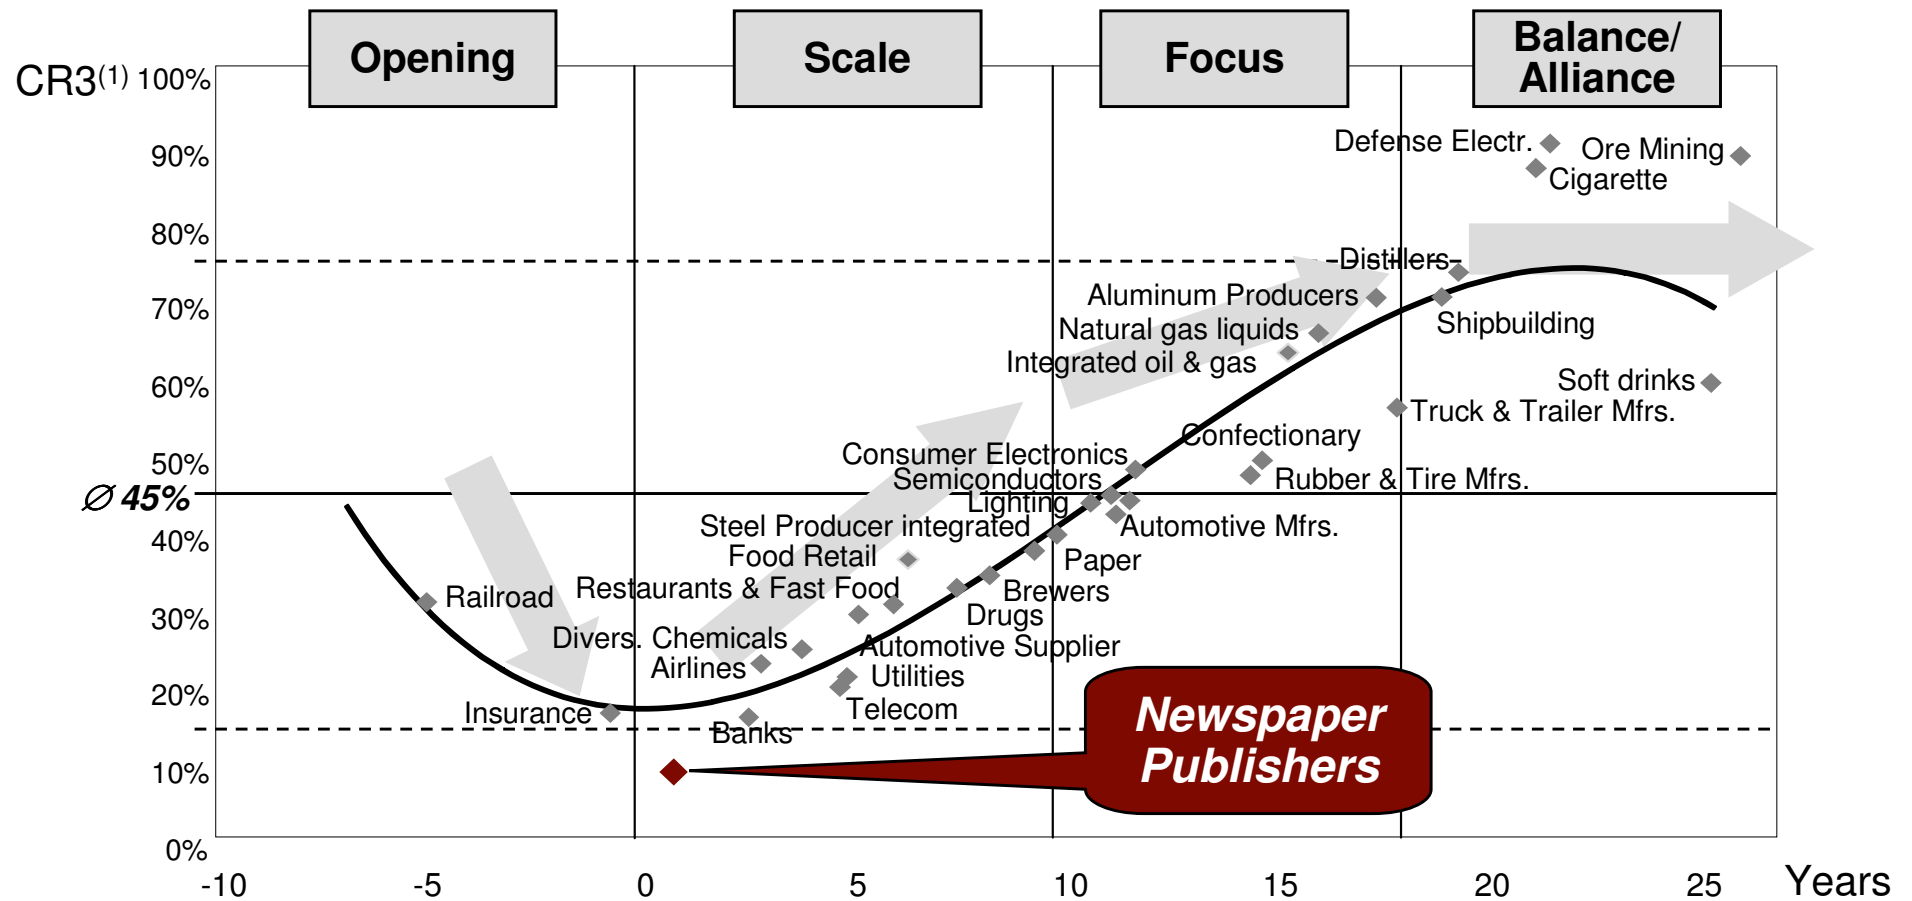 Opening
Scale
Focus
Balance/
Alliance
CR3(1) 100%
90%
80%
70%
60%
50%
Ø 45%
40%
30%
20%
10%
0%
Defense Electr.
Ore Mining
Cigarette
Distillers
Aluminum Producers
Natural gas liquids
Shipbuilding
Integrated oil & gas
Soft drinks
Truck & Trailer Mfrs.
Confectionary
Consumer Electronics
Semiconductors
Rubber & Tire Mfrs.
Lighting
Steel Producer integrated
Automotive Mfrs.
Food Retail
Paper
Restaurants & Fast Food
Brewers
Railroad
Drugs
Divers. Chemicals
Automotive Supplier
Airlines
Utilities
Insurance
Telecom
Banks
Newspaper
Publishers
-10
-5
0
5
10
15
20
25
Years